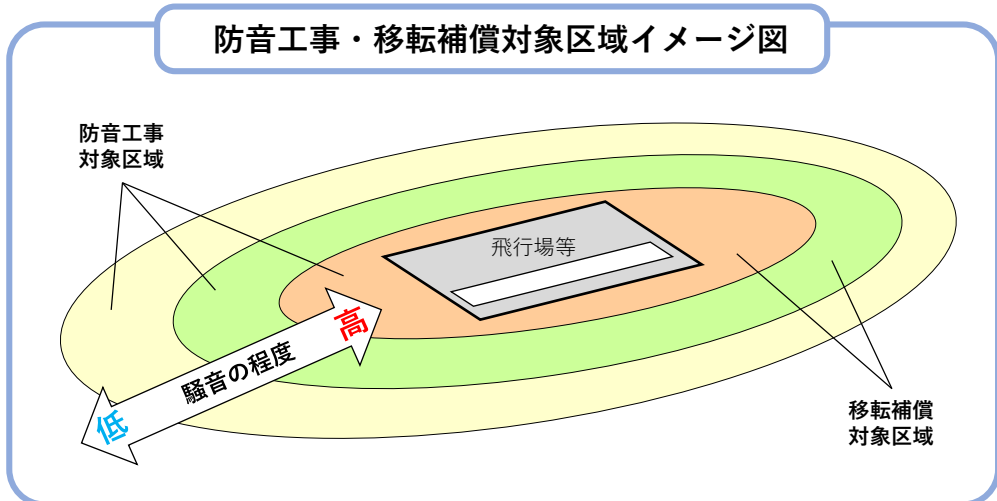 防音工事・移転補償対象区域イメージ図
防音工事
対象区域
飛行場等
高
騒音の程度
低
移転補償
対象区域